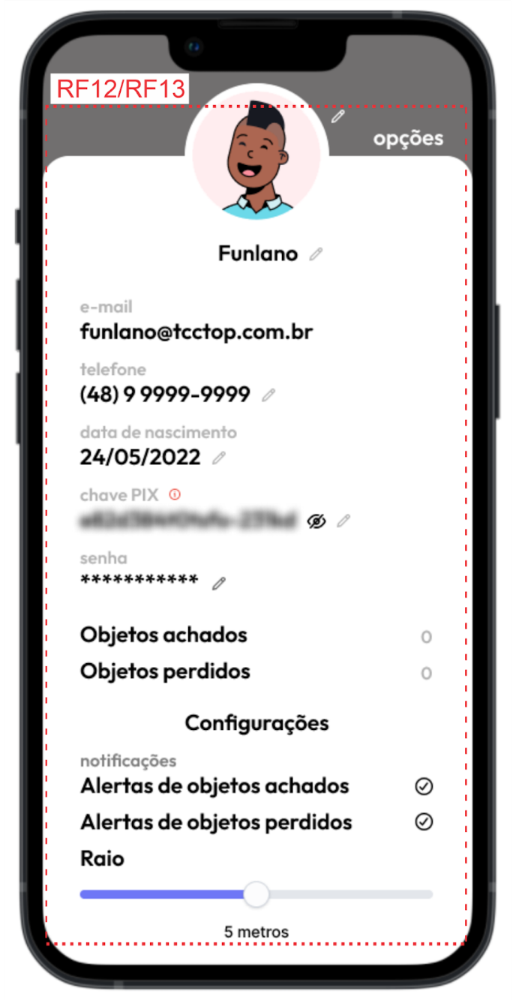 RF12/RF13
opções
Funlano
e-mail
funlano@tcctop.com.br
telefone
(48) 9 9999-9999
data de nascimento
24/05/2022
chave PIX
senha
***********
Objetos achados 0
Objetos perdidos 0
Configurações
notificações
Alertas de objetos achados
Alertas de objetos perdidos
Raio
5 metros